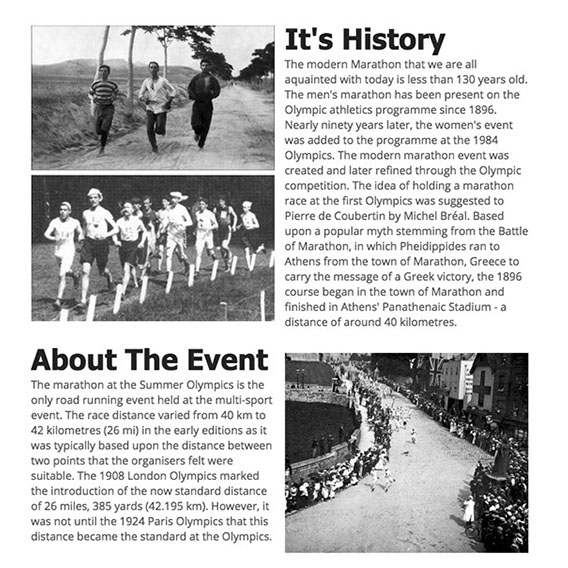 It's History
The modern Marathon that we are all
aquainted with today is less than 130 years old.
The men's marathon has been present on the
Olympic athletics programme since 1896.
Nearly ninety years later, the women's event
was added to the programme at the 1984
Olympics. The modern marathon event was
created and later refined through the Olympic
competition. The idea of holding a marathon
race at the first Olympics was suggested to
Pierre de Coubertin by Michel Bréal. Based
upon a popular myth stemming from the Battle
of Marathon, in which Pheidippides ran to
Athens from the town of Marathon, Greece to
carry the message of a Greek victory, the 1896
course began in the town of Marathon and
finished in Athens' Panathenaic Stadium - a
distance of around 40 kilometres.
About The Event
The marathon at the Summer Olympics is the
only road running event held at the multi-sport
event. The race distance varied from 40 km to
42 kilometres (26 mi) in the early editions as it
was typically based upon the distance between
two points that the organisers felt were
suitable. The 1908 London Olympics marked
the introduction of the now standard distance
of 26 miles, 385 yards (42.195 km). However, it
was not until the 1924 Paris Olympics that this
distance became the standard at the Olympics.